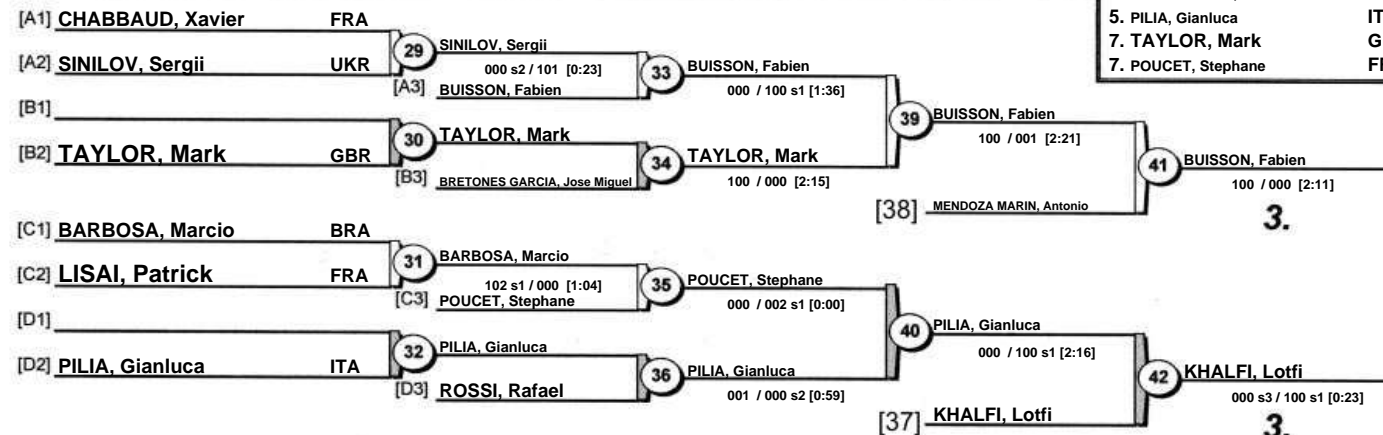 5. PILIA, Gianluca IT
7. TAYLOR, Mark G
7. POUCET, Stephane
[A1] CHABBAUD, Xavier FRA
29 SINILOV, Sergii
[A2] SINILOV, Sergii UKR
000 s2 / 101 [0:23]
33 BUISSON, Fabien
[A3] BUISSON, Fabien
000 / 100 s1 [1:36]
[B1]
39 BUISSON, Fabien
30 TAYLOR, Mark
100 / 001 [2:21]
[B2] TAYLOR, Mark GBR
34 TAYLOR, Mark
41 BUISSON, Fabien
[B3] BRETONES GARCIA, Jose Miguel
100 / 000 [2:15]
100 / 000 [2:11]
[38] MENDOZA MARIN, Antonio
3.
[C1] BARBOSA, Marcio BRA
31 BARBOSA, Marcio
[C2] LISAI, Patrick FRA
102 s1 / 000 [1:04]
35 POUCET, Stephane
[C3] POUCET, Stephane
000 / 002 s1 [0:00]
[D1]
40 PILIA, Gianluca
32 PILIA, Gianluca
000 / 100 s1 [2:16]
[D2] PILIA, Gianluca ITA
36 PILIA, Gianluca
42 KHALFI, Lotfi
[D3] ROSSI, Rafael
001 / 000 s2 [0:59]
000 s3 / 100 s1 [0:23]
[37] KHALFI, Lotfi
3.